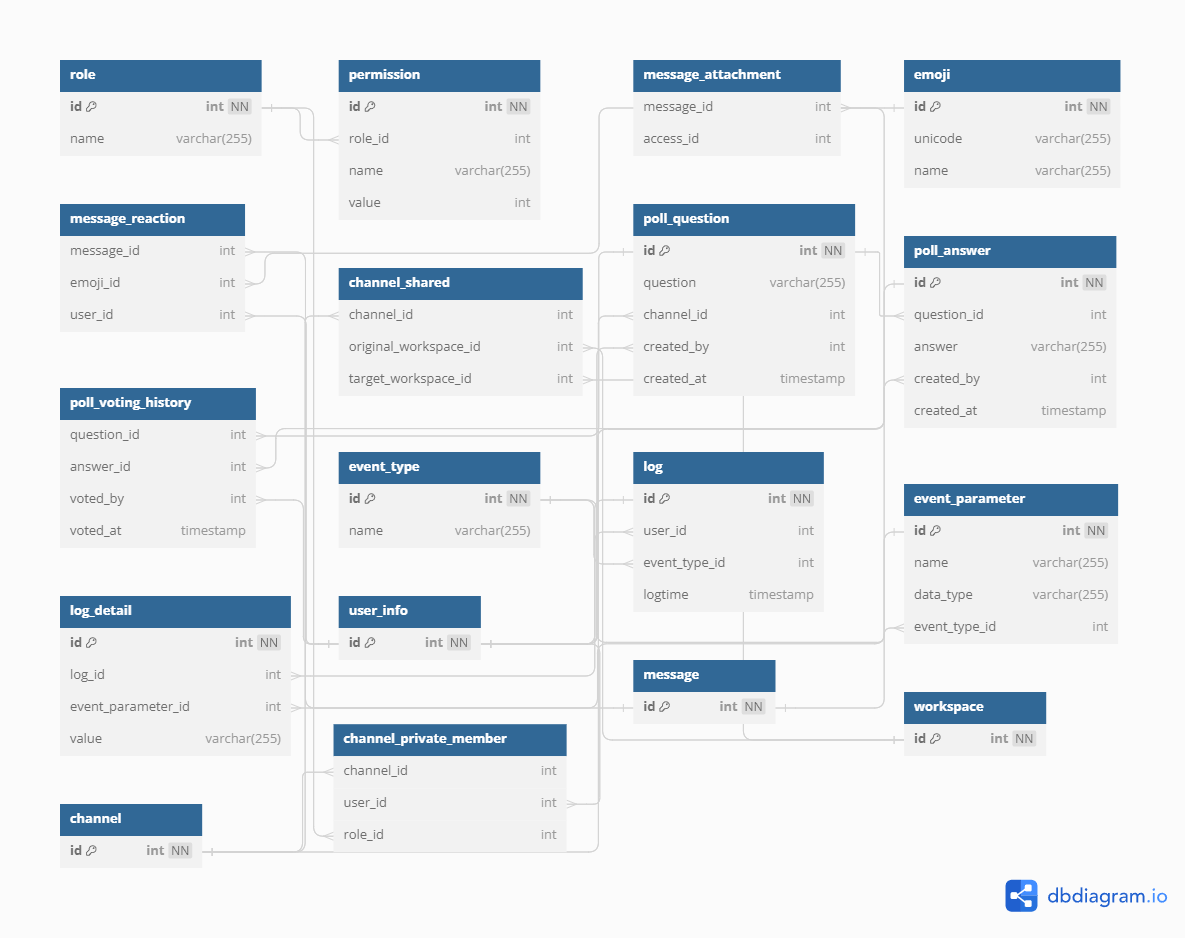 role
id int NN
name varchar(255)
permission
id int NN
role_id int
name varchar(255)
value int
message_attachment
message_id int
access_id int
emoji
id int NN
unicode varchar(255)
name varchar(255)
message_reaction
message_id int
emoji_id int
user_id int
channel_shared
channel_id int
original_workspace_id int
target_workspace_id int
poll_question
id int NN
question varchar(255)
channel_id int
created_by int
created_at timestamp
poll_answer
id int NN
question_id int
answer varchar(255)
created_by int
created_at timestamp
poll_voting_history
question_id int
answer_id int
voted_by int
voted_at timestamp
event_type
id int NN
name varchar(255)
log
id int NN
user_id int
event_type_id int
logtime timestamp
event_parameter
id int NN
name varchar(255)
data_type varchar(255)
event_type_id int
log_detail
id int NN
log_id int
event_parameter_id int
value varchar(255)
user_info
id int NN
message
id int NN
workspace
id int NN
channel_private_member
channel_id int
user_id int
role_id int
channel
id int NN
dbdiagram.io